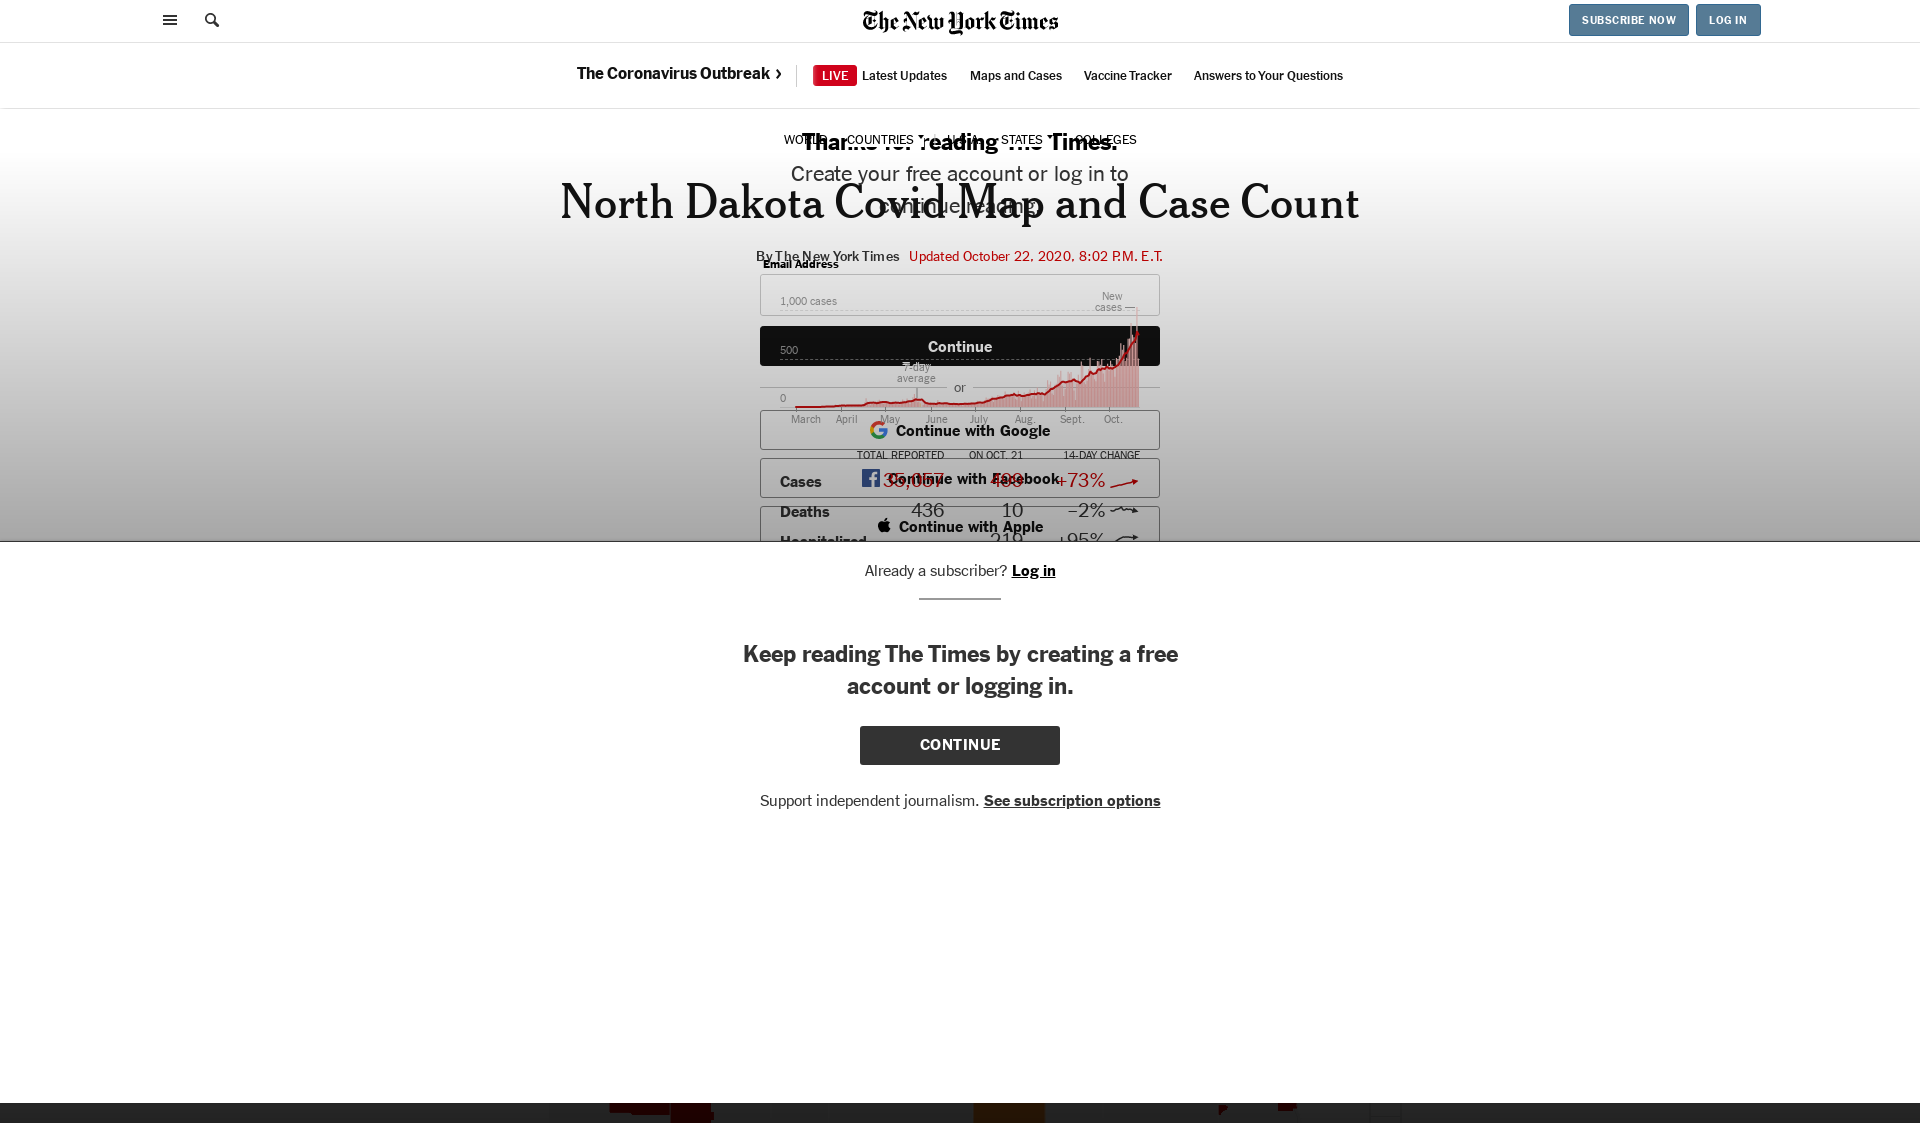 The New York Times
SUBSCRIBE NOW
LOG IN
The Coronavirus Outbreak ›
LIVE Latest Updates
Maps and Cases
Vaccine Tracker
Answers to Your Questions
WORLD COUNTRIES U.S.A. STATES COLLEGES
Thanks for reading The Times.
Create your free account or log in to
continue reading.
North Dakota Covid Map and Case Count
By The New York Times Updated October 22, 2020, 8:02 P.M. E.T.
Email Address
1,000 cases
New
cases
Continue
500
7-day
average
or
0
March April May June July Aug. Sept. Oct.
Continue with Google
TOTAL REPORTED ON OCT. 21 14-DAY CHANGE
Continue with Facebook
Cases +73%
Deaths 436 10 –2%
Continue with Apple
Hospitalized 219 +95%
Already a subscriber? Log in
Keep reading The Times by creating a free
account or logging in.
CONTINUE
Support independent journalism. See subscription options